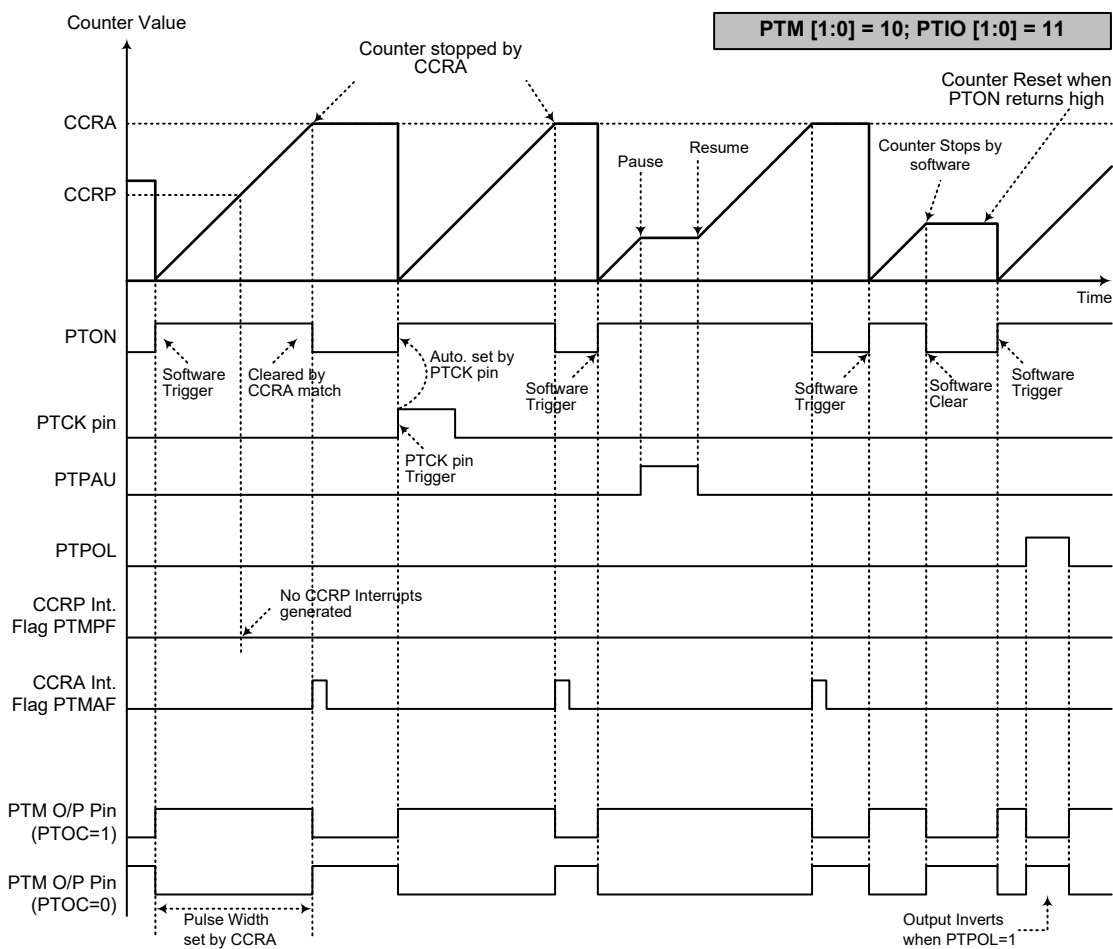 Counter Value
PTM [1:0] = 10; PTIO [1:0] = 11
Counter stopped by
CCRA
Counter Reset when
PTON returns high
CCRA
Pause
Resume
Counter Stops by
software
CCRP
Time
PTON
Software
Trigger
Cleared by
CCRA match
Auto. set by
PTCK pin
Software
Trigger
Software
Trigger
Software
Clear
Software
Trigger
PTCK pin
PTCK pin
Trigger
PTPAU
PTPOL
CCRP Int.
Flag PTMPF
No CCRP Interrupts
generated
CCRA Int.
Flag PTMAF
PTM O/P Pin
(PTOC=1)
PTM O/P Pin
(PTOC=0)
Pulse Width
set by CCRA
Output Inverts
when PTPOL=1